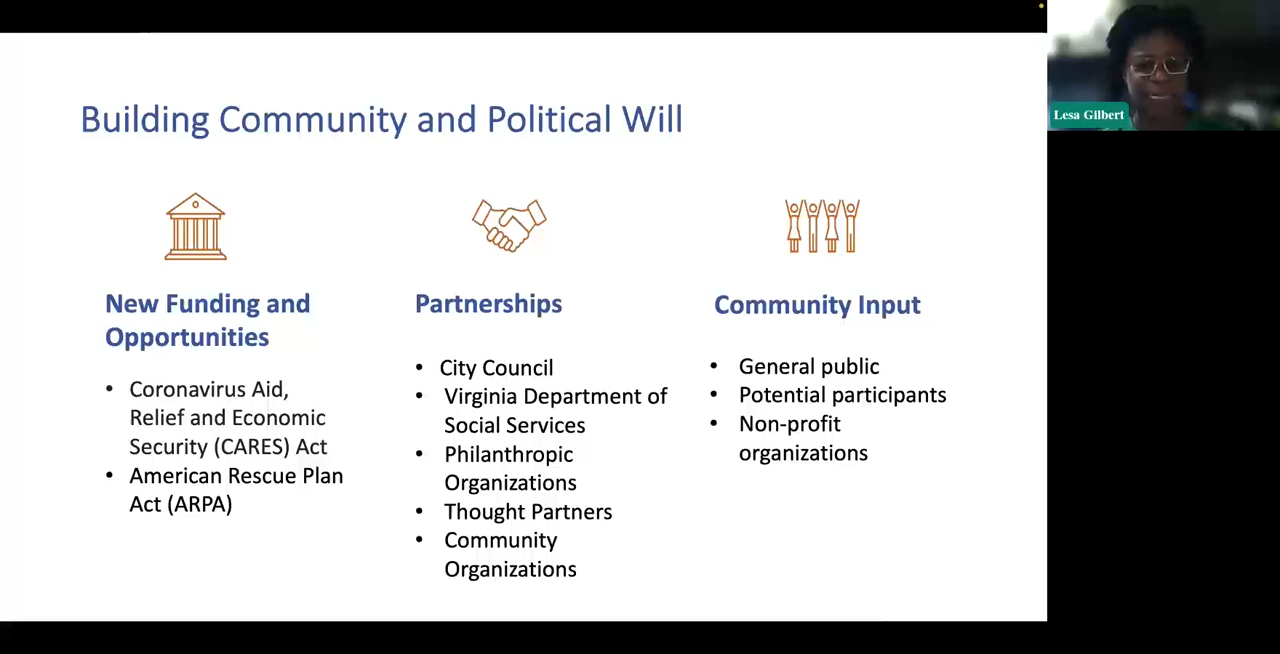 Building Community and Political Will
Lesa Gilbert
New Funding and
Opportunities
• Coronavirus Aid,
Relief and Economic
Security (CARES) Act
• American Rescue Plan
Act (ARPA)
Partnerships
• City Council
• Virginia Department of
Social Services
• Philanthropic
Organizations
• Thought Partners
• Community
Organizations
Community Input
• General public
• Potential participants
• Non-profit
organizations